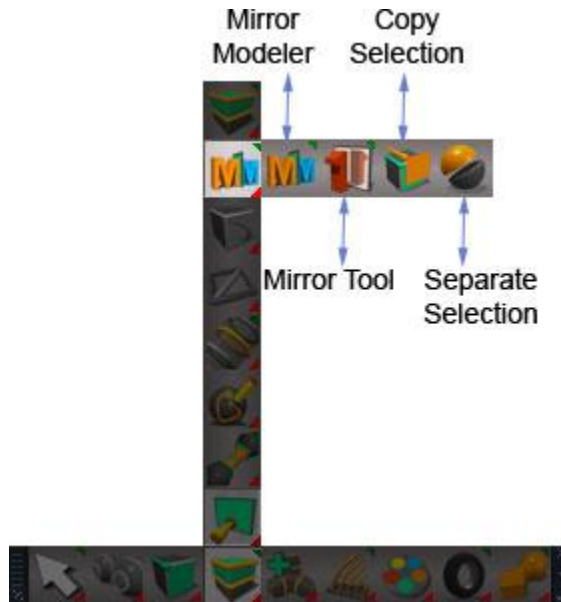 Mirror
Modeler
Copy
Selection
Mirror Tool
Separate
Selection